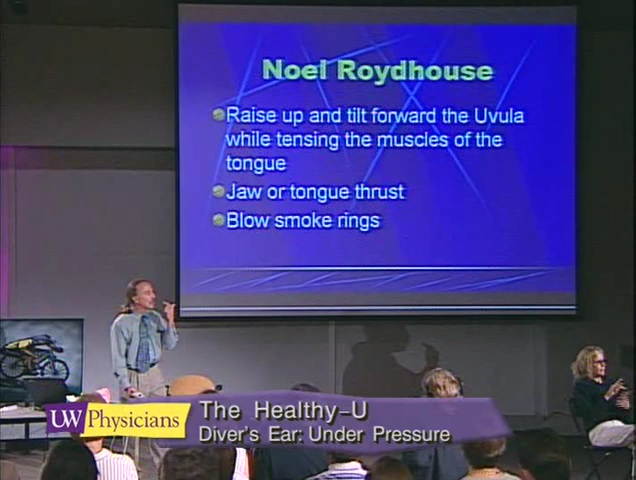 Noel Roydhouse
Raise up and tilt forward the Uvula
while tensing the muscles of the
tongue
Jaw or tongue thrust
Blow smoke rings
UW Physicians
The Healthy-U
Diver's Ear: Under Pressure